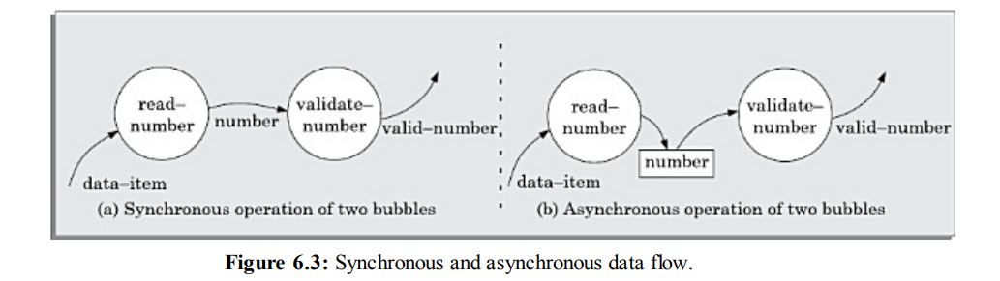 read–
number
number
validate–
number
valid–number
data–item
(a) Synchronous operation of two bubbles
read–
number
number
validate–
number
valid–number
data–item
(b) Asynchronous operation of two bubbles
Figure 6.3: Synchronous and asynchronous data flow.